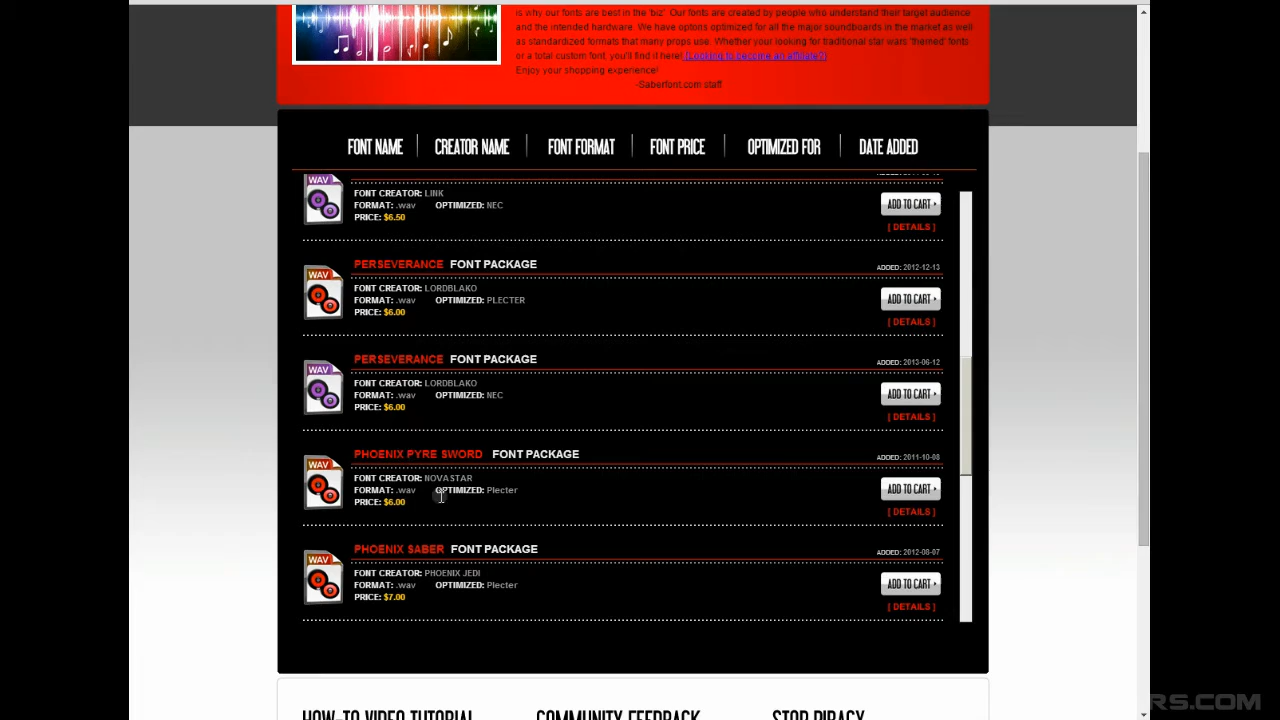 is why our fonts are best in the 'biz'. Our fonts are created by people who understand their target audience
and the intended hardware. We have optons optimized for all the major soundboards in the market as well
as standardized formats that many props use. Whether your looking for traditional star wars 'themed' fonts
or a total custom font, you'll find it here! (Looking to become an affiliate?)
Enjoy your shopping experience!
-Saberfont.com staff
FONT NAME CREATOR NAME FONT FORMAT FONT PRICE OPTIMIZED FOR DATE ADDED
WAV
FONT CREATOR: LINK
FORMAT: .wav OPTIMIZED: NEC
PRICE: $6.50
ADD TO CART
[ DETAILS ]
PERSEVERANCE FONT PACKAGE
ADDED: 2012-12-13
WAV
FONT CREATOR: LORDBLAKO
FORMAT: .wav OPTIMIZED: PLECTER
PRICE: $6.00
ADD TO CART
[ DETAILS ]
PERSEVERANCE FONT PACKAGE
ADDED: 2013-06-12
WAV
FONT CREATOR: LORDBLAKO
FORMAT: .wav OPTIMIZED: NEC
PRICE: $6.00
ADD TO CART
[ DETAILS ]
PHOENIX PYRE SWORD FONT PACKAGE
ADDED: 2011-10-08
WAV
FONT CREATOR: NOVASTAR
FORMAT: .wav OPTIMIZED: Plecter
PRICE: $6.00
ADD TO CART
[ DETAILS ]
PHOENIX SABER FONT PACKAGE
ADDED: 2012-08-07
WAV
FONT CREATOR: PHOENIX JEDI
FORMAT: .wav OPTIMIZED: Plecter
PRICE: $7.00
ADD TO CART
[ DETAILS ]
HOW-TO VIDEO TUTORIAL COMMUNITY FEEDBACK STOP PIRACY
RS.COM